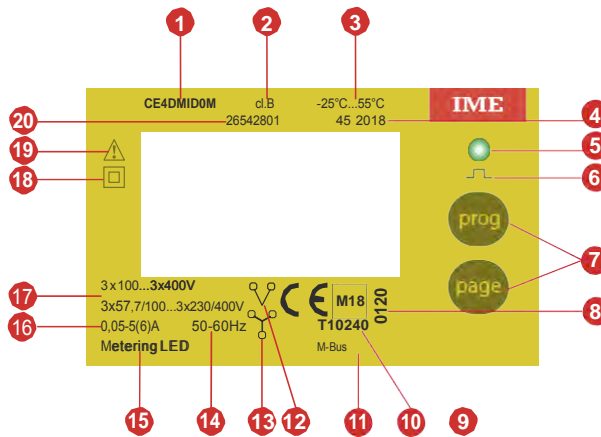 1 2 3
CE4DMID0M cl.B -25°C...55°C IME
20 26542801 45 2018 4
19 5
18 6
prog
7
page
17 3x100...3x400V M18 0120 8
3x57,7/100...3x230/400V CE
16 0,05-5(6)A 50-60Hz T10240
Metering LED M-Bus
15 14 13 12 11 10 9